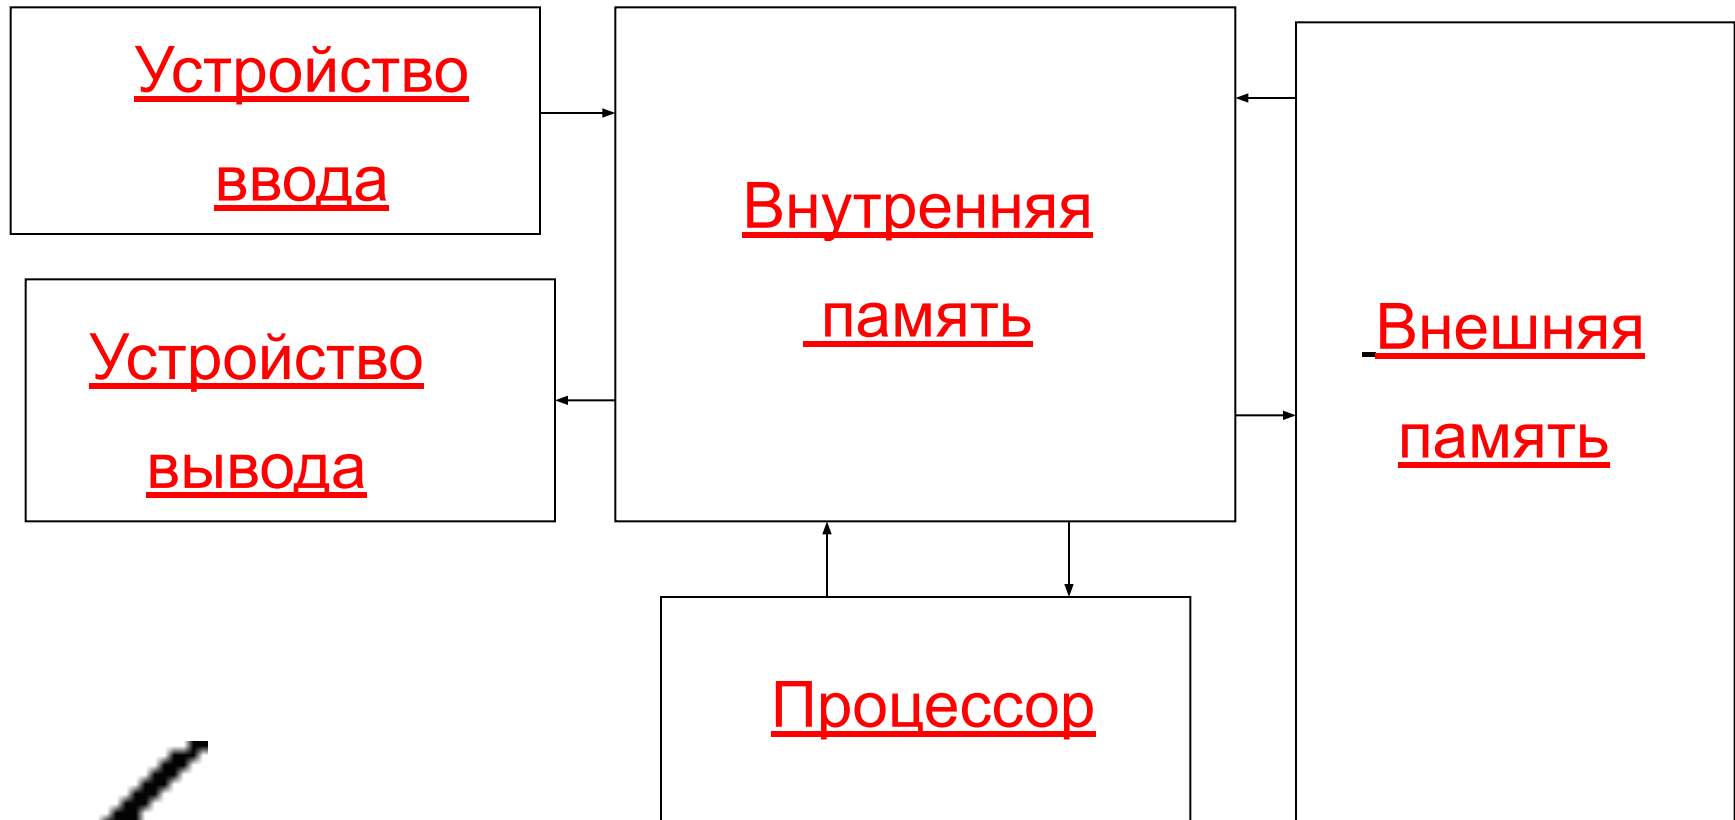 Устройство
ввода
Внутренняя
память
Внешняя
память
Устройство
вывода
Процессор